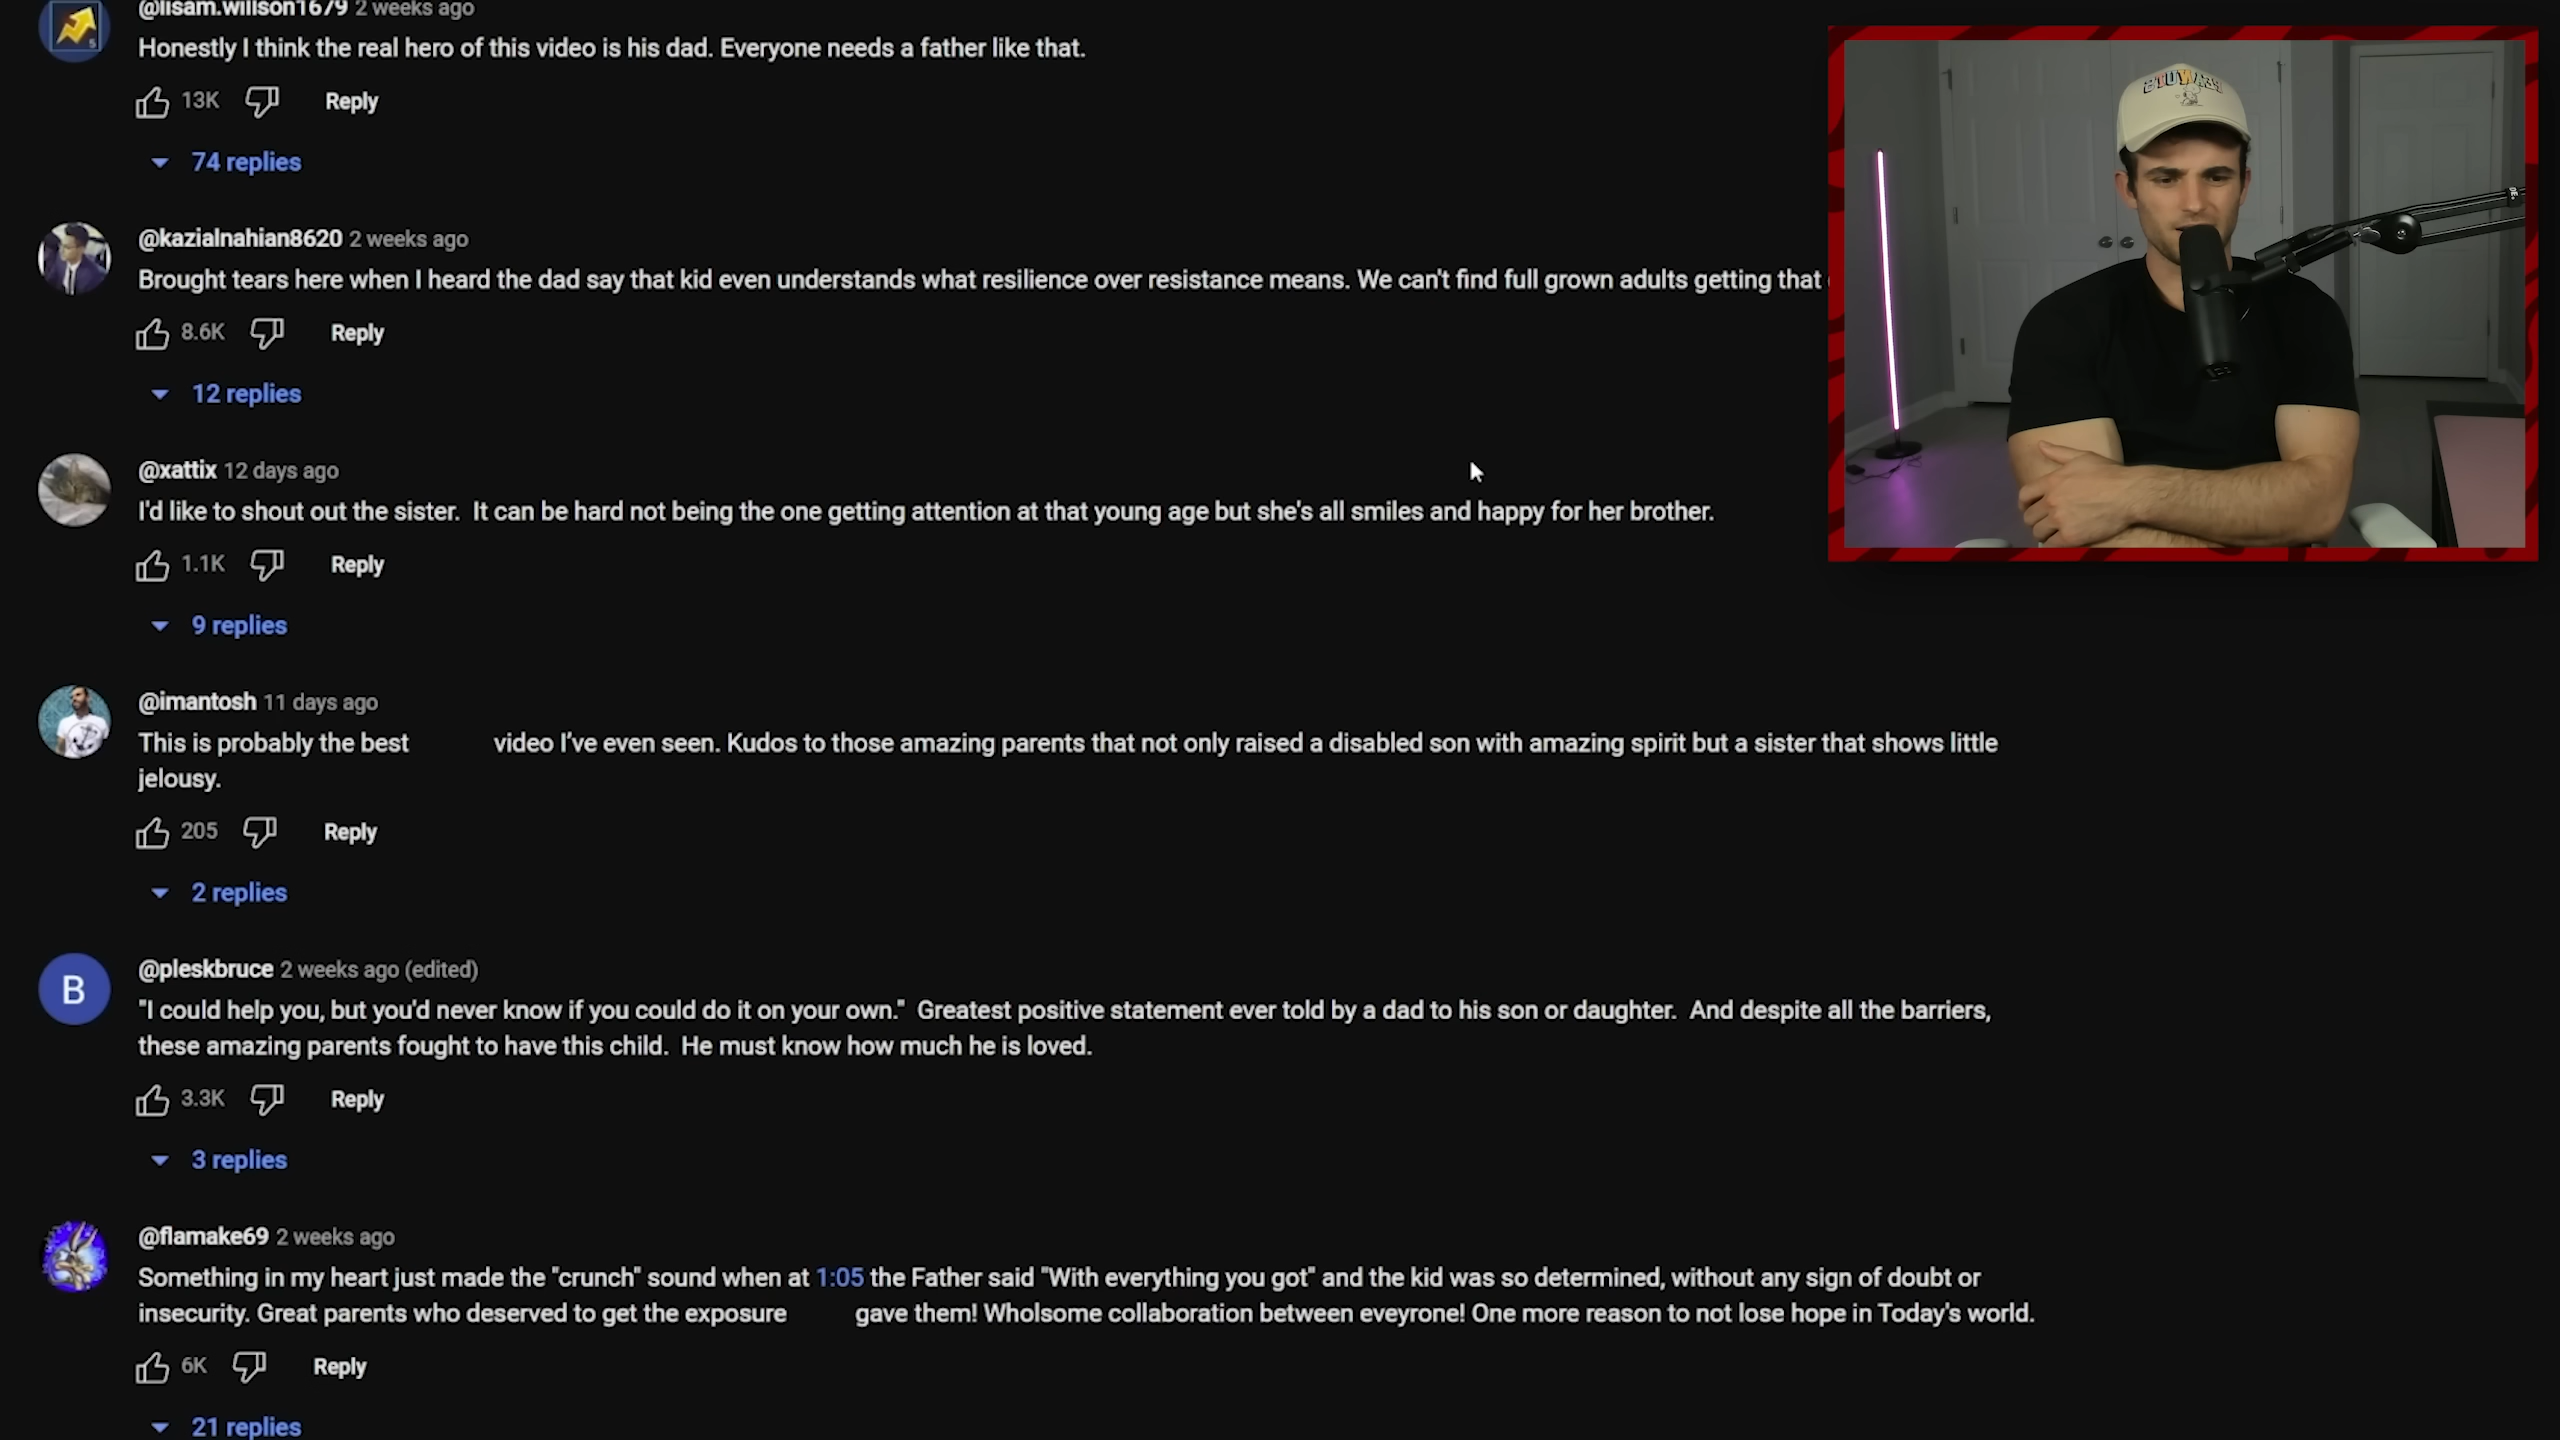 @lisam.willson1679 2 weeks ago
Honestly I think the real hero of this video is his dad. Everyone needs a father like that.
13K Reply
74 replies
@kazialnahian8620 2 weeks ago
Brought tears here when I heard the dad say that kid even understands what resilience over resistance means. We can't find full grown adults getting that
8.6K Reply
12 replies
@xattix 12 days ago
I'd like to shout out the sister. It can be hard not being the one getting attention at that young age but she's all smiles and happy for her brother.
1.1K Reply
9 replies
@imantosh 11 days ago
This is probably the best video I've even seen. Kudos to those amazing parents that not only raised a disabled son with amazing spirit but a sister that shows little
jelousy.
205 Reply
2 replies
B
@pleskbruce 2 weeks ago (edited)
"I could help you, but you'd never know if you could do it on your own." Greatest positive statement ever told by a dad to his son or daughter. And despite all the barriers,
these amazing parents fought to have this child. He must know how much he is loved.
3.3K Reply
3 replies
@flamake69 2 weeks ago
Something in my heart just made the "crunch" sound when at 1:05 the Father said "With everything you got" and the kid was so determined, without any sign of doubt or
insecurity. Great parents who deserved to get the exposure gave them! Wholsome collaboration between eveyrone! One more reason to not lose hope in Today's world.
6K Reply
21 replies
PEANUTS